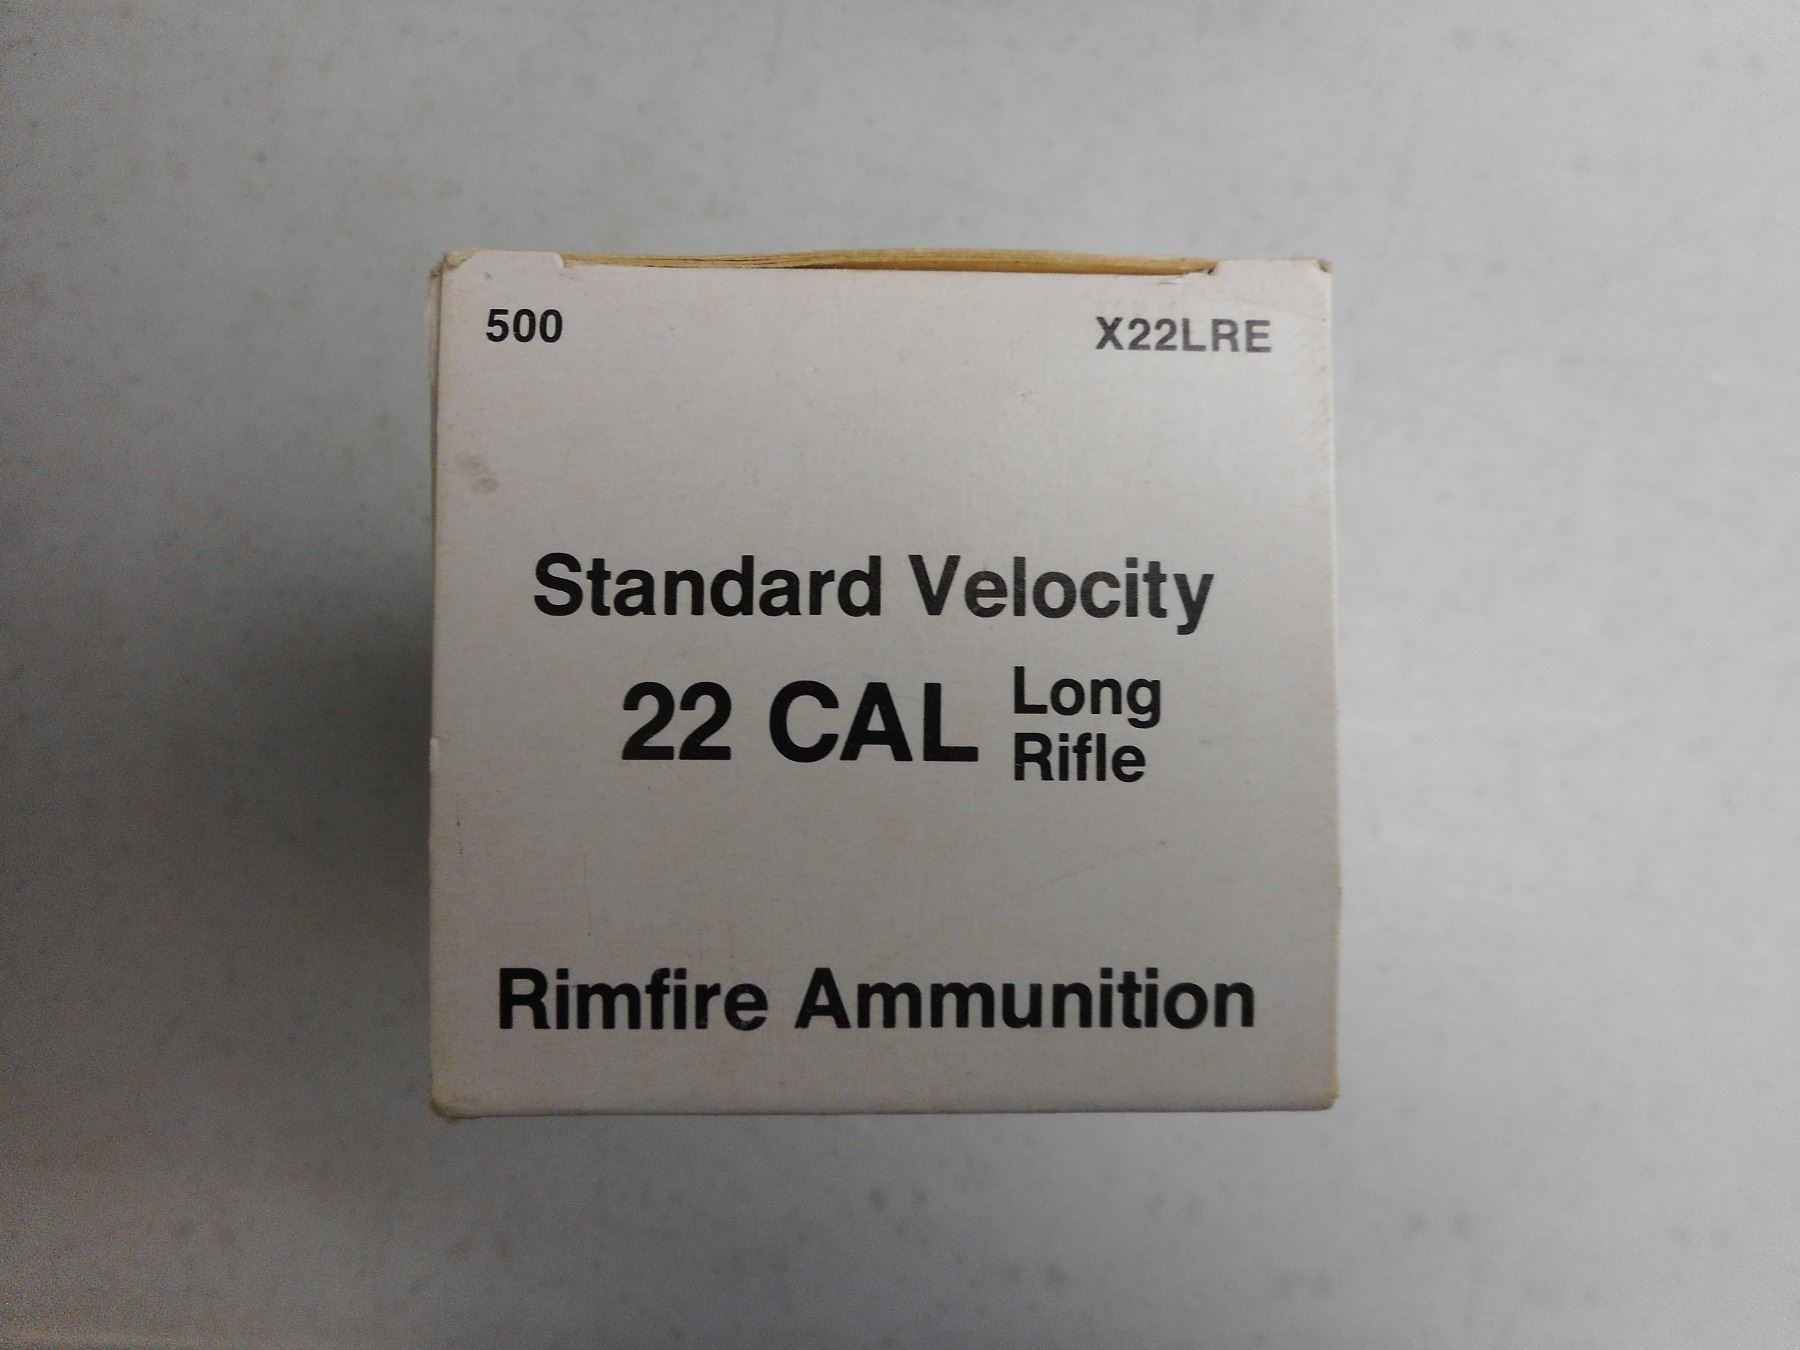 500 X22LRE
Standard Velocity
22 CAL Long Rifle
Rimfire Ammunition